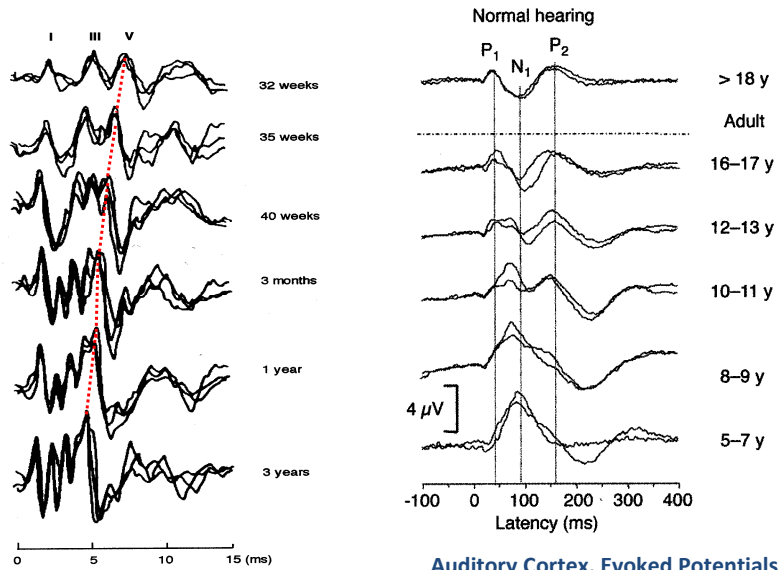 I III V
32 weeks
35 weeks
40 weeks
3 months
1 year
3 years
0 5 10 15 (ms)
Normal hearing
P1 N1 P2
> 18 y
Adult
16–17 y
12–13 y
10–11 y
8–9 y
4 µV
5–7 y
-100 0 100 200 300 400
Latency (ms)
Auditory Cortex, Evoked Potentials